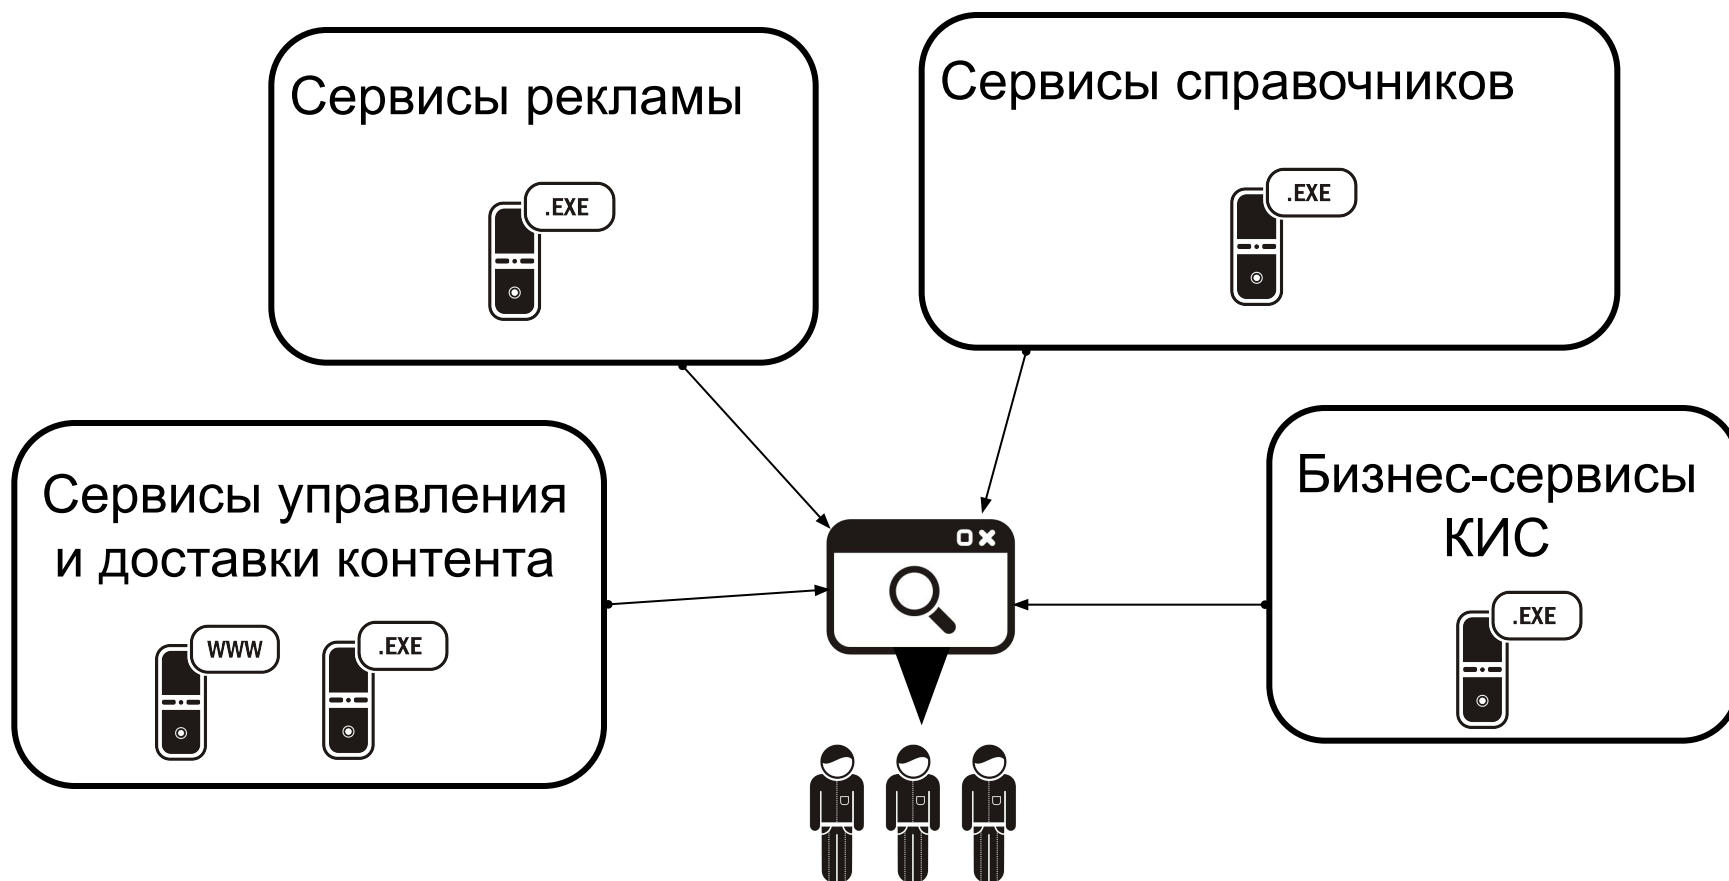 Сервисы рекламы
.EXE
Сервисы справочников
.EXE
Сервисы управления
и доставки контента
WWW
.EXE
Бизнес-сервисы
КИС
.EXE